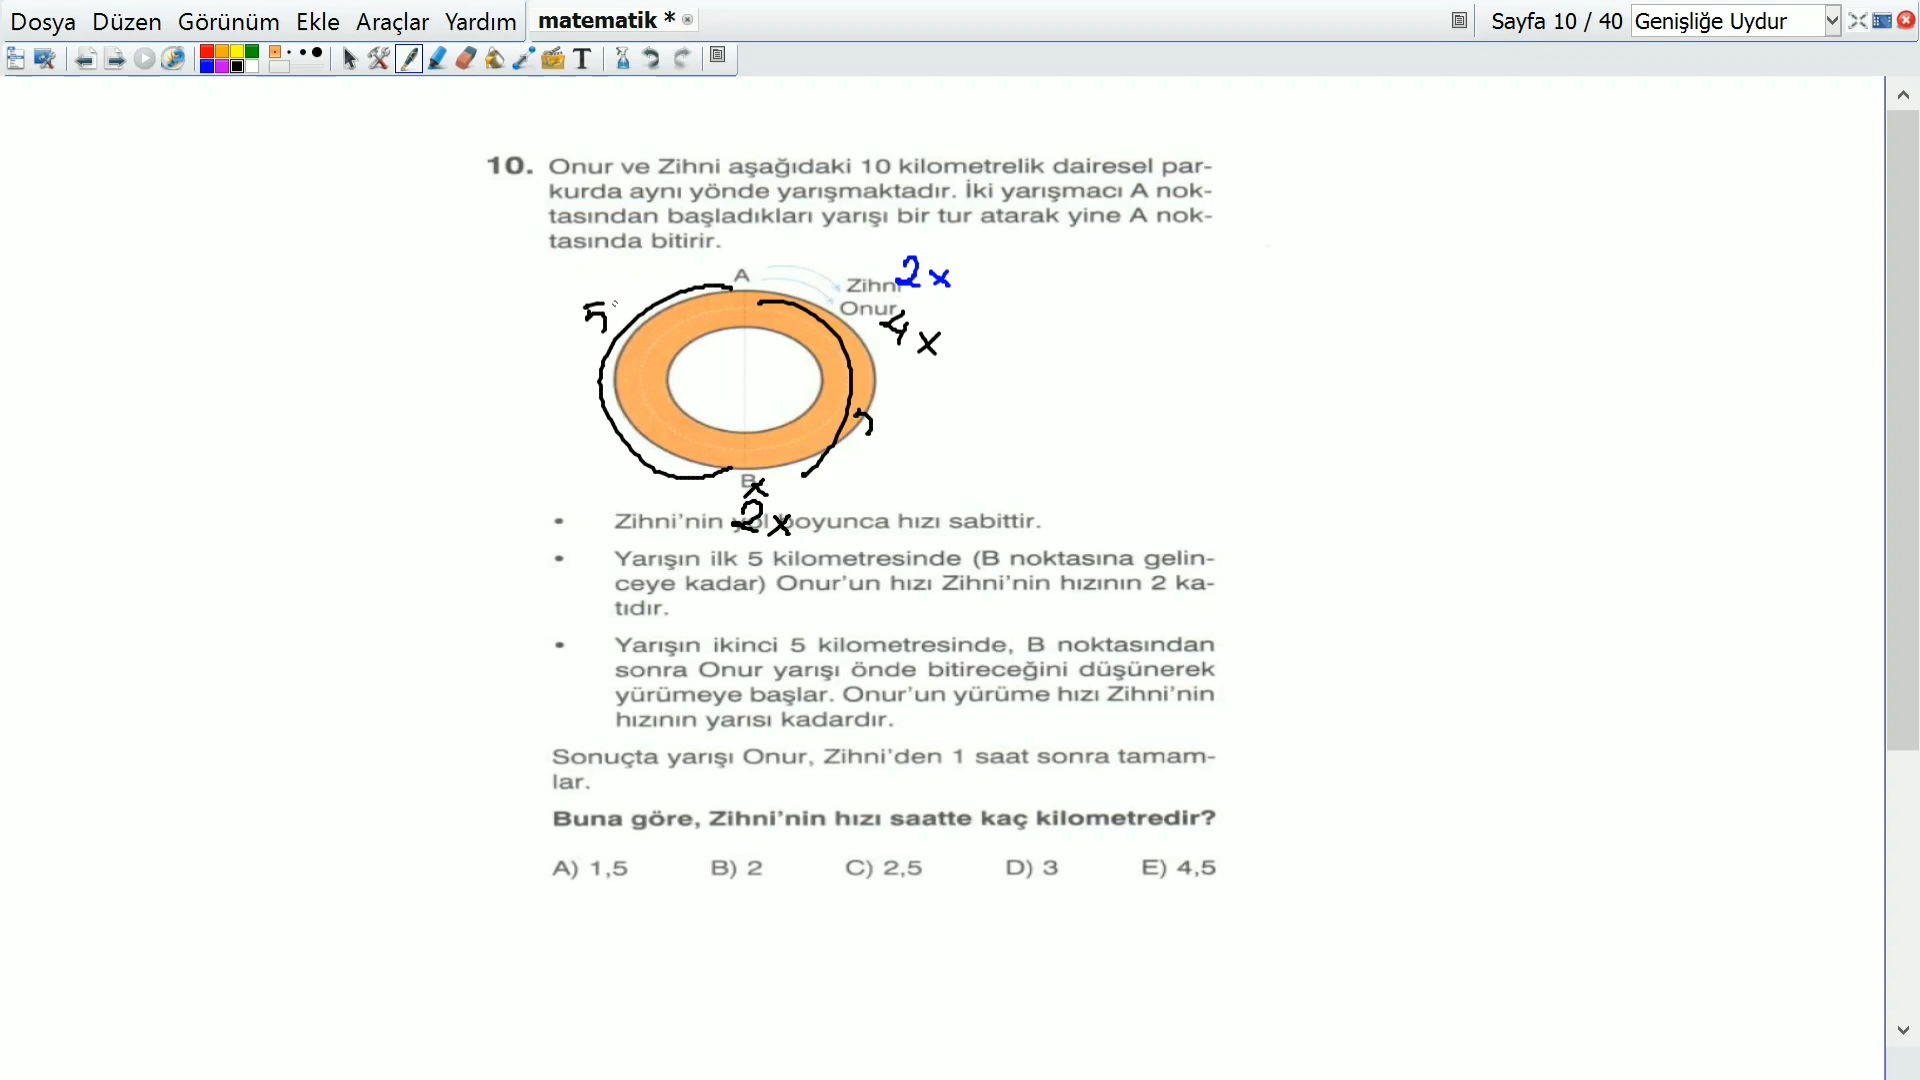 Dosya Düzen Görünüm Ekle Araçlar Yardım
matematik *
Sayfa 10 / 40
Genişliğe Uydur
T
10. Onur ve Zihni aşağıdaki 10 kilometrelik dairesel par-
kurda aynı yönde yarışmaktadır. İki yarışmacı A nok-
tasından başladıkları yarışı bir tur atarak yine A nok-
tasında bitirir.
A
2x
Zihni
Onur
4x
5
B
x
2x
• Zihni'nin yol boyunca hızı sabittir.
• Yarışın ilk 5 kilometresinde (B noktasına gelin-
ceye kadar) Onur'un hızı Zihni'nin hızının 2 ka-
tıdır.
• Yarışın ikinci 5 kilometresinde, B noktasından
sonra Onur yarışı önde bitireceğini düşünerek
yürümeye başlar. Onur'un yürüme hızı Zihni'nin
hızının yarısı kadardır.
Sonuçta yarışı Onur, Zihni'den 1 saat sonra tamam-
lar.
Buna göre, Zihni'nin hızı saatte kaç kilometredir?
A) 1,5 B) 2 C) 2,5 D) 3 E) 4,5